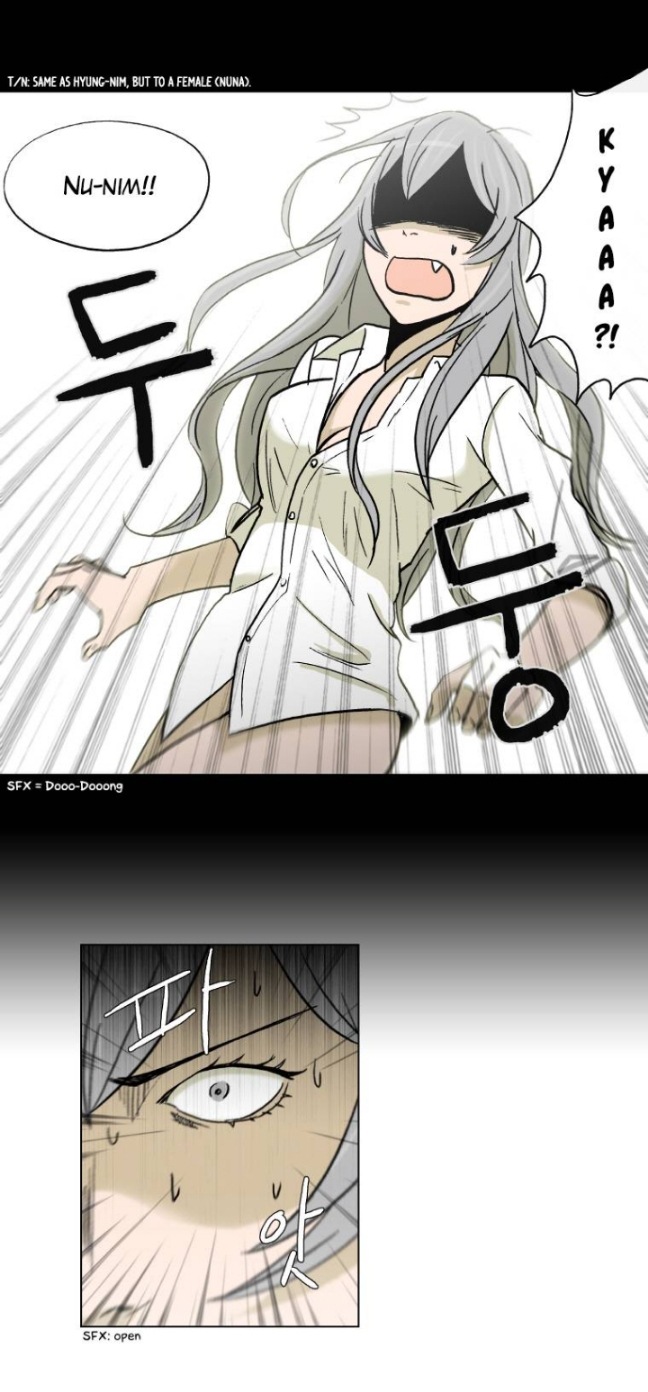 T/N: SAME AS HYUNG-NIM, BUT TO A FEMALE (NUNA).
NU-NIM!!
KYAAAA?!
두
둥
SFX = Dooo-Dooong
파
앗
SFX: open